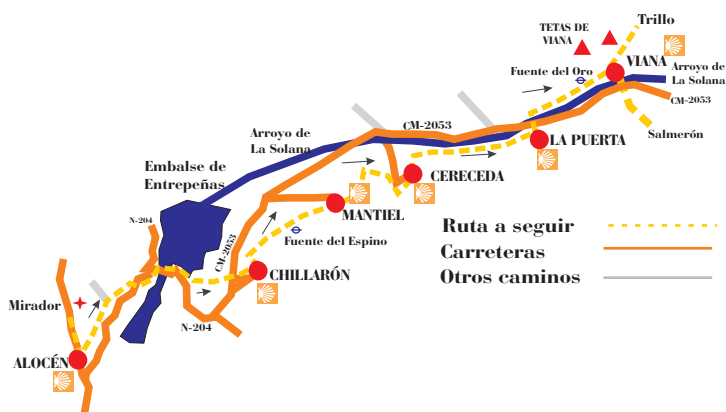 Trillo
TETAS DE
VIANA
VIANA
Fuente del Oro
Arroyo de
La Solana
CM-2053
Salmerón
CM-2053
Arroyo de
La Solana
LA PUERTA
Embalse de
Entrepeñas
CERECEDA
MANTIEL
N-204
Fuente del Espino
CM-2053
CHILLARÓN
Mirador
N-204
ALOCÉN
Ruta a seguir
Carreteras
Otros caminos